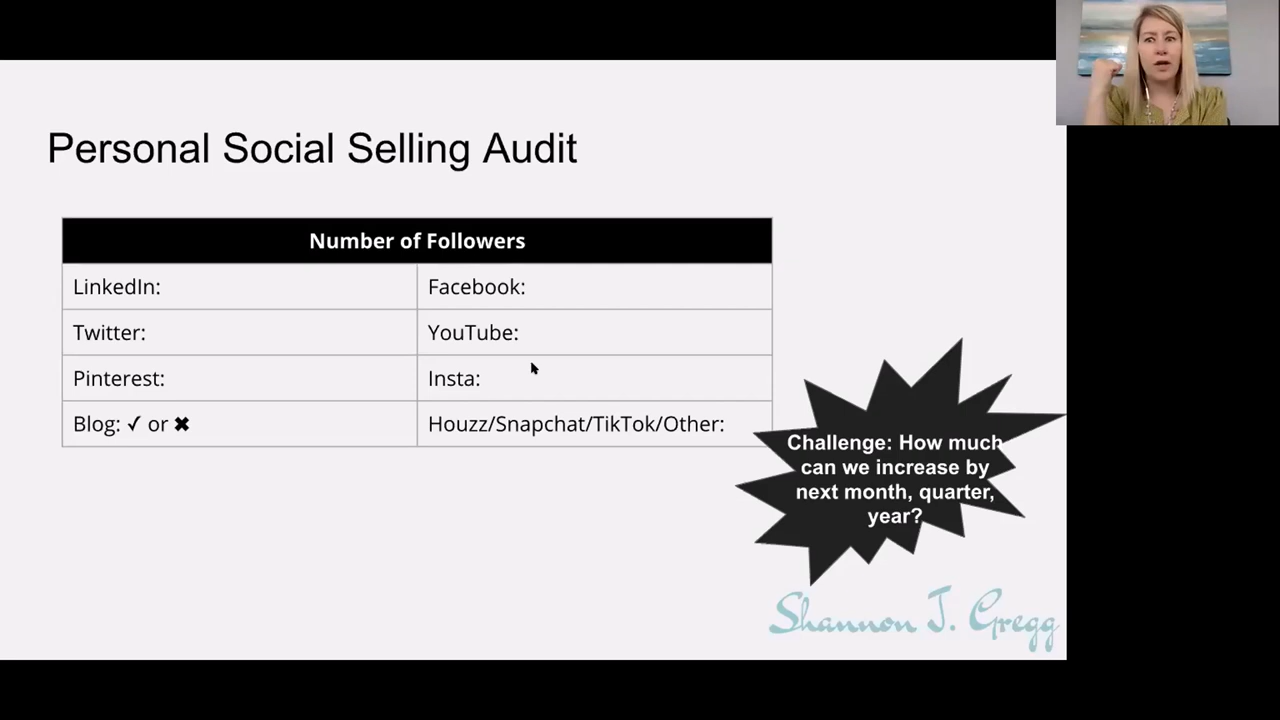 Personal Social Selling Audit
Number of Followers
LinkedIn:
Facebook:
Twitter:
YouTube:
Pinterest:
Insta:
Blog: ✓ or ✖
Houzz/Snapchat/TikTok/Other:
Challenge: How much
can we increase by
next month, quarter,
year?
Shannon J. Gregg